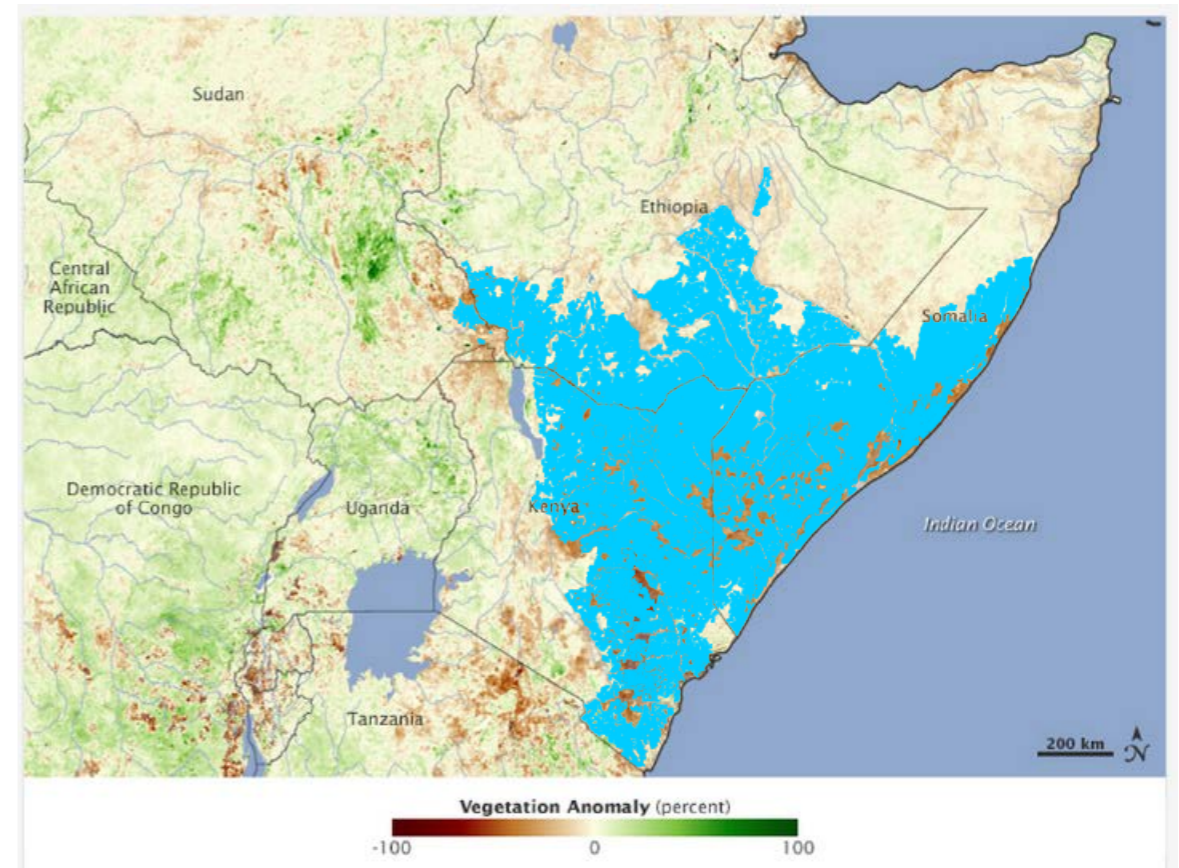 Sudan
Ethiopia
Central
African
Republic
Somalia
Democratic Republic
of Congo
Uganda
Kenya
Indian Ocean
Tanzania
200 km
N
Vegetation Anomaly (percent)
-100 0 100